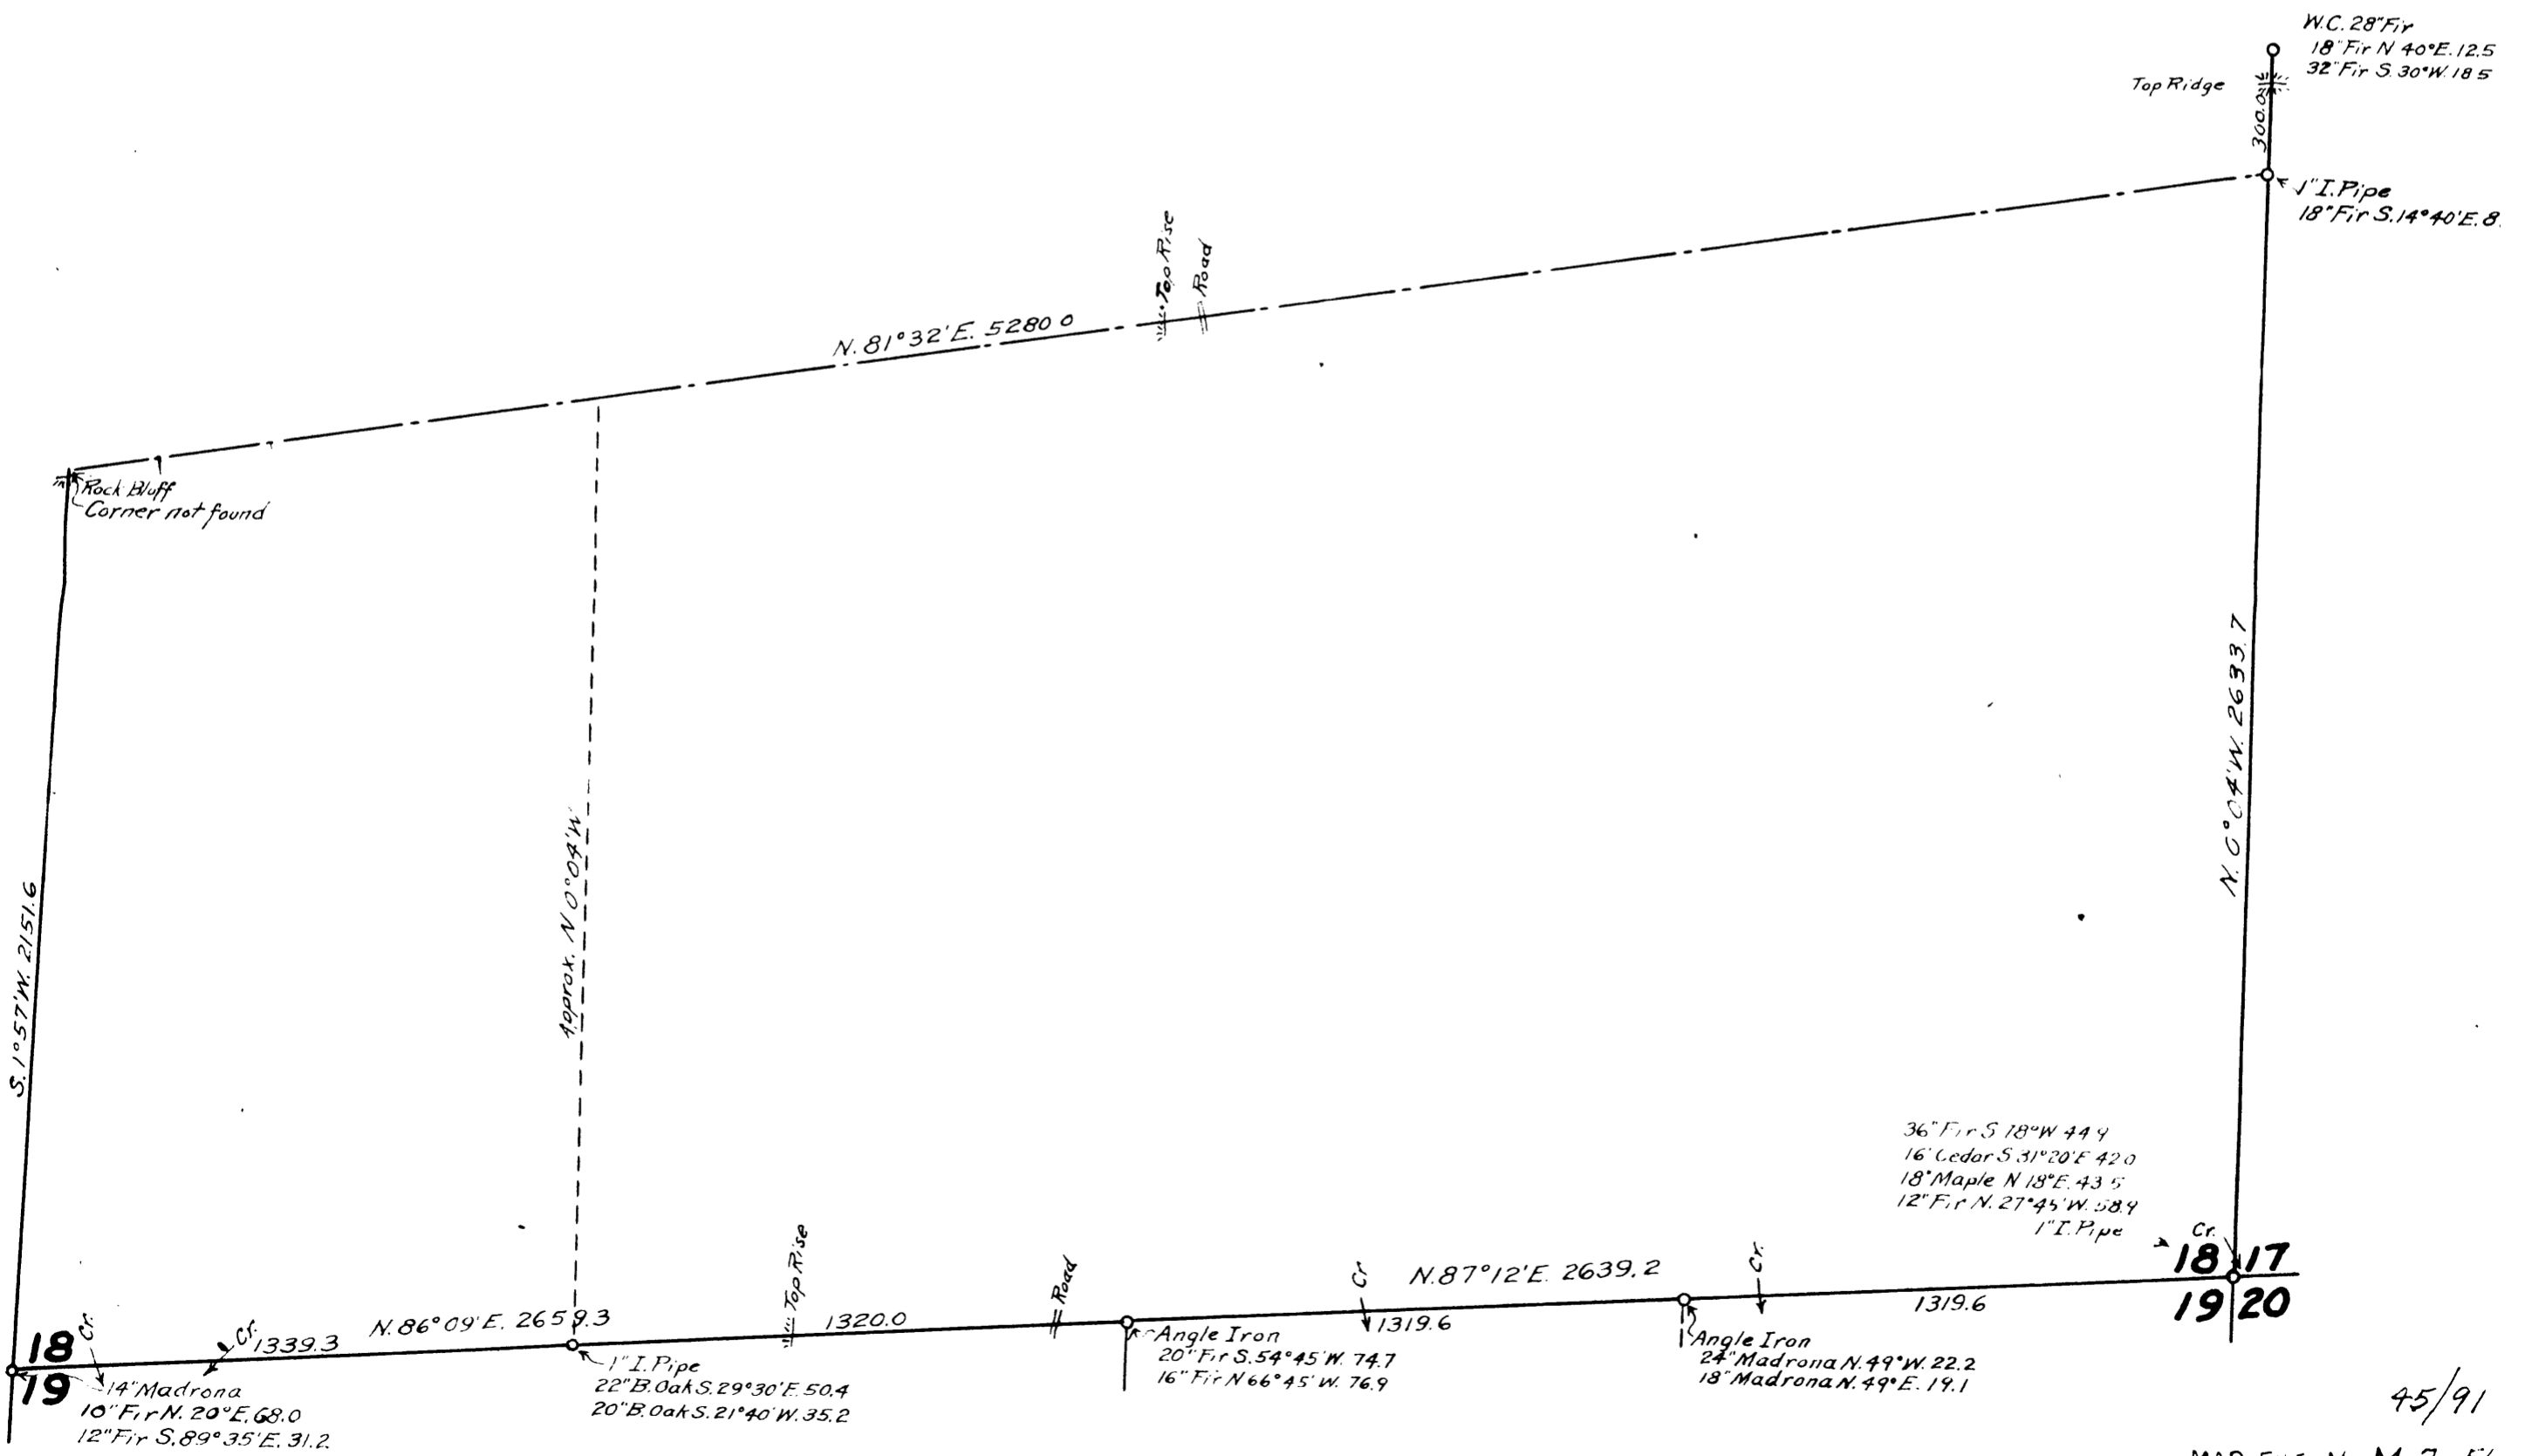 W.C. 28"Fir
18"Fir N 40°E. 12.5
32"Fir S. 30°W. 18 5
Top Ridge
300.0
1"I. Pipe
18"Fir S. 14°40'E. 8.
Top Rise
Road
N. 81°32'E. 5280 0
Rock Bluff
Corner not found
S. 1°57'W. 2151.6
Approx. N 0°04'W
N. 0°04'W. 2633.7
36"Fir S 18°W 44 9
16"Cedar S 31°20'E 42 0
18"Maple N 18°E. 43 5
12"Fir N. 27°45'W. 58.9
1"I. Pipe
Cr.
18 17
19 20
18
19
Cr.
Cr.
1339.3
N. 86°09'E. 2659.3
Top Rise
1320.0
Road
Cr
1319.6
N. 87°12'E. 2639.2
Cr.
1319.6
14"Madrona
10"Fir N. 20°E. 68.0
12"Fir S. 89°35'E. 31.2
1"I. Pipe
22"B. Oak S. 29°30'E. 50.4
20"B. Oak S. 21°40'W. 35.2
Angle Iron
20"Fir S. 54°45'W. 74.7
16"Fir N 66°45'W. 76.9
Angle Iron
24"Madrona N. 49°W. 22.2
18"Madrona N. 49°E. 19.1
45/91